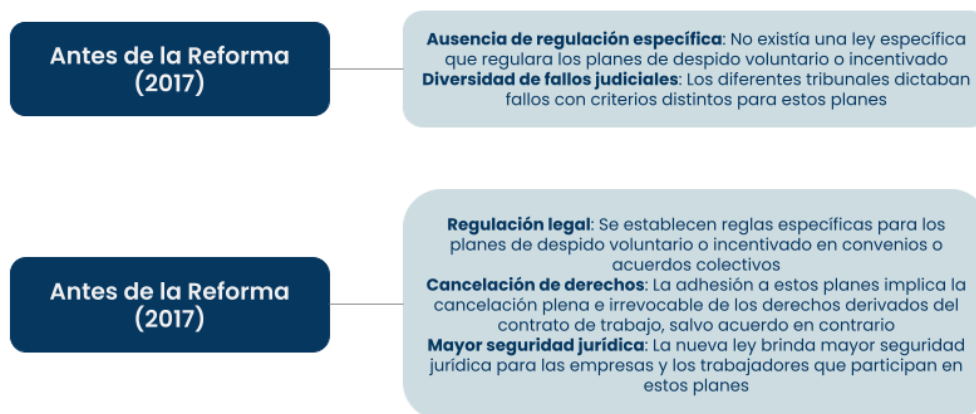 Antes de la Reforma
(2017)
Ausencia de regulación específica: No existía una ley específica
que regulara los planes de despido voluntario o incentivado
Diversidad de fallos judiciales: Los diferentes tribunales dictaban
fallos con criterios distintos para estos planes
Antes de la Reforma
(2017)
Regulación legal: Se establecen reglas específicas para los
planes de despido voluntario o incentivado en convenios o
acuerdos colectivos
Cancelación de derechos: La adhesión a estos planes implica la
cancelación plena e irrevocable de los derechos derivados del
contrato de trabajo, salvo acuerdo en contrario
Mayor seguridad jurídica: La nueva ley brinda mayor seguridad
jurídica para las empresas y los trabajadores que participan en
estos planes